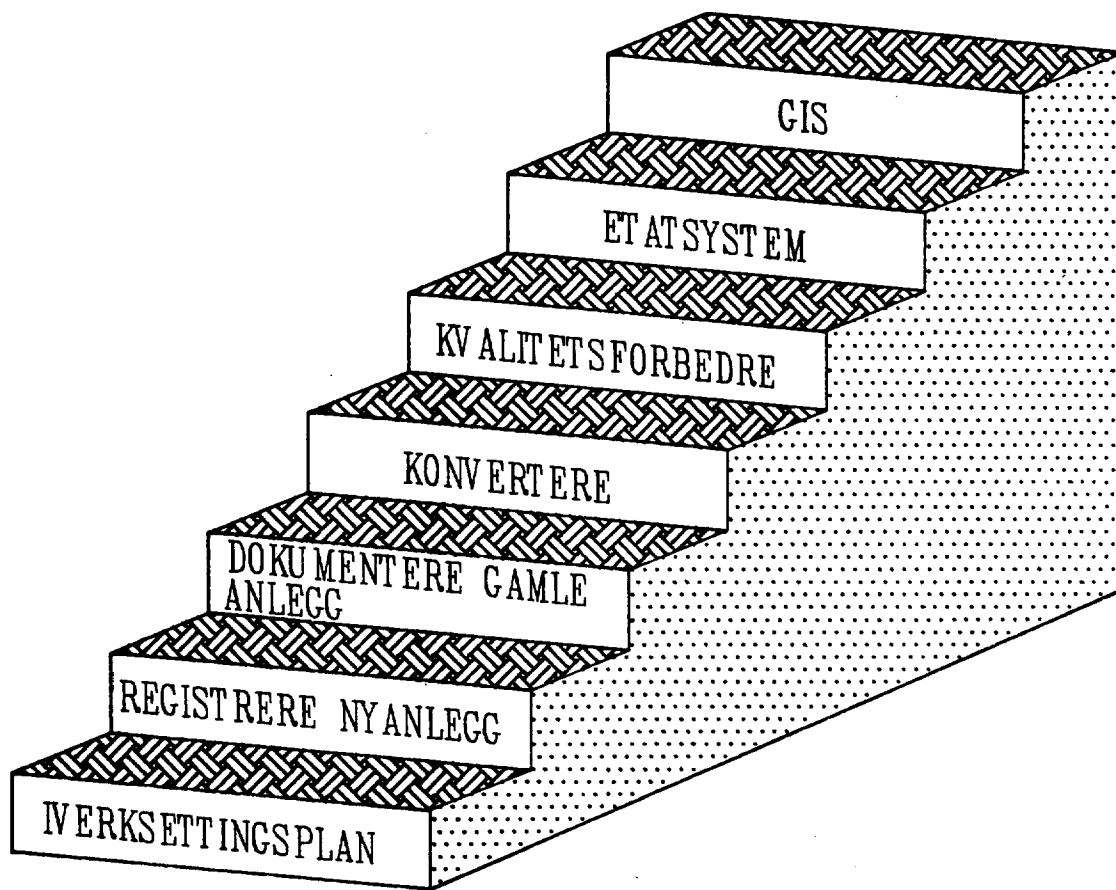 GIS
ETATSYSTEM
KVALITETSFORBEDRE
KONVERTERE
DOKUMENTERE GAMLE
ANLEGG
REGISTRERE NYANLEGG
IVERKSETTINGSPLAN